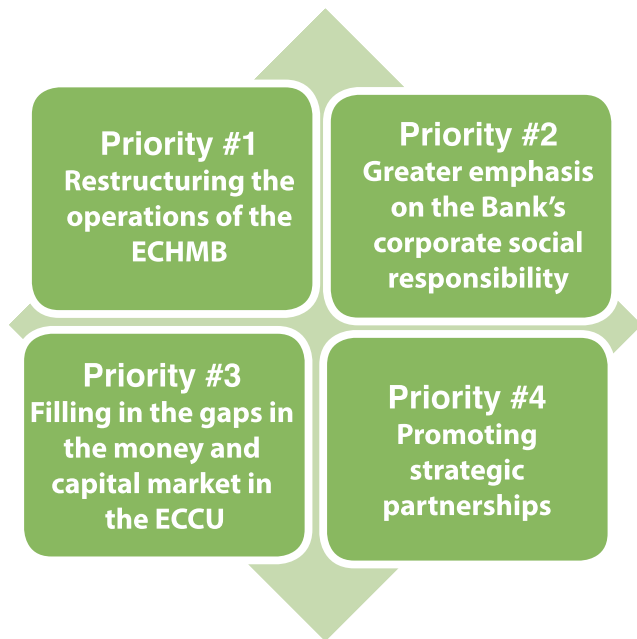 Priority #1
Restructuring the
operations of the
ECHMB
Priority #2
Greater emphasis
on the Bank’s
corporate social
responsibility
Priority #3
Filling in the gaps in
the money and
capital market in
the ECCU
Priority #4
Promoting
strategic
partnerships